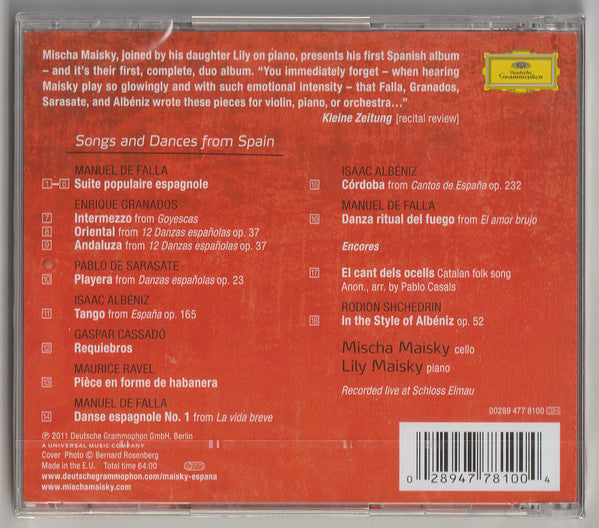 Mischa Maisky, joined by his daughter Lily on piano, presents his first Spanish album
– and it's their first, complete, duo album. “You immediately forget – when hearing
Maisky play so glowingly and with such emotional intensity – that Falla, Granados,
Sarasate, and Albéniz wrote these pieces for violin, piano, or orchestra...”
Kleine Zeitung [recital review]
Deutsche
Grammophon
Songs and Dances from Spain
MANUEL DE FALLA
1–6 Suite populaire espagnole
ENRIQUE GRANADOS
7 Intermezzo from Goyescas
8 Oriental from 12 Danzas españolas op. 37
9 Andaluza from 12 Danzas españolas op. 37
PABLO DE SARASATE
10 Playera from Danzas españolas op. 23
ISAAC ALBÉNIZ
11 Tango from España op. 165
GASPAR CASSADÓ
12 Requiebros
MAURICE RAVEL
13 Pièce en forme de habanera
MANUEL DE FALLA
14 Danse espagnole No. 1 from La vida breve
ISAAC ALBÉNIZ
15 Córdoba from Cantos de España op. 232
MANUEL DE FALLA
16 Danza ritual del fuego from El amor brujo
Encores
17 El cant dels ocells Catalan folk song
Anon., arr. by Pablo Casals
RODION SHCHEDRIN
18 In the Style of Albéniz op. 52
Mischa Maisky cello
Lily Maisky piano
Recorded live at Schloss Elmau
00289 477 8100 GH
℗ 2011 Deutsche Grammophon GmbH, Berlin
A UNIVERSAL MUSIC COMPANY
Cover Photo © Bernard Rosenberg
Made in the E.U. Total time 64:00
www.deutschegrammophon.com/maisky-espana
www.mischamaisky.com
0 28947 78100 4